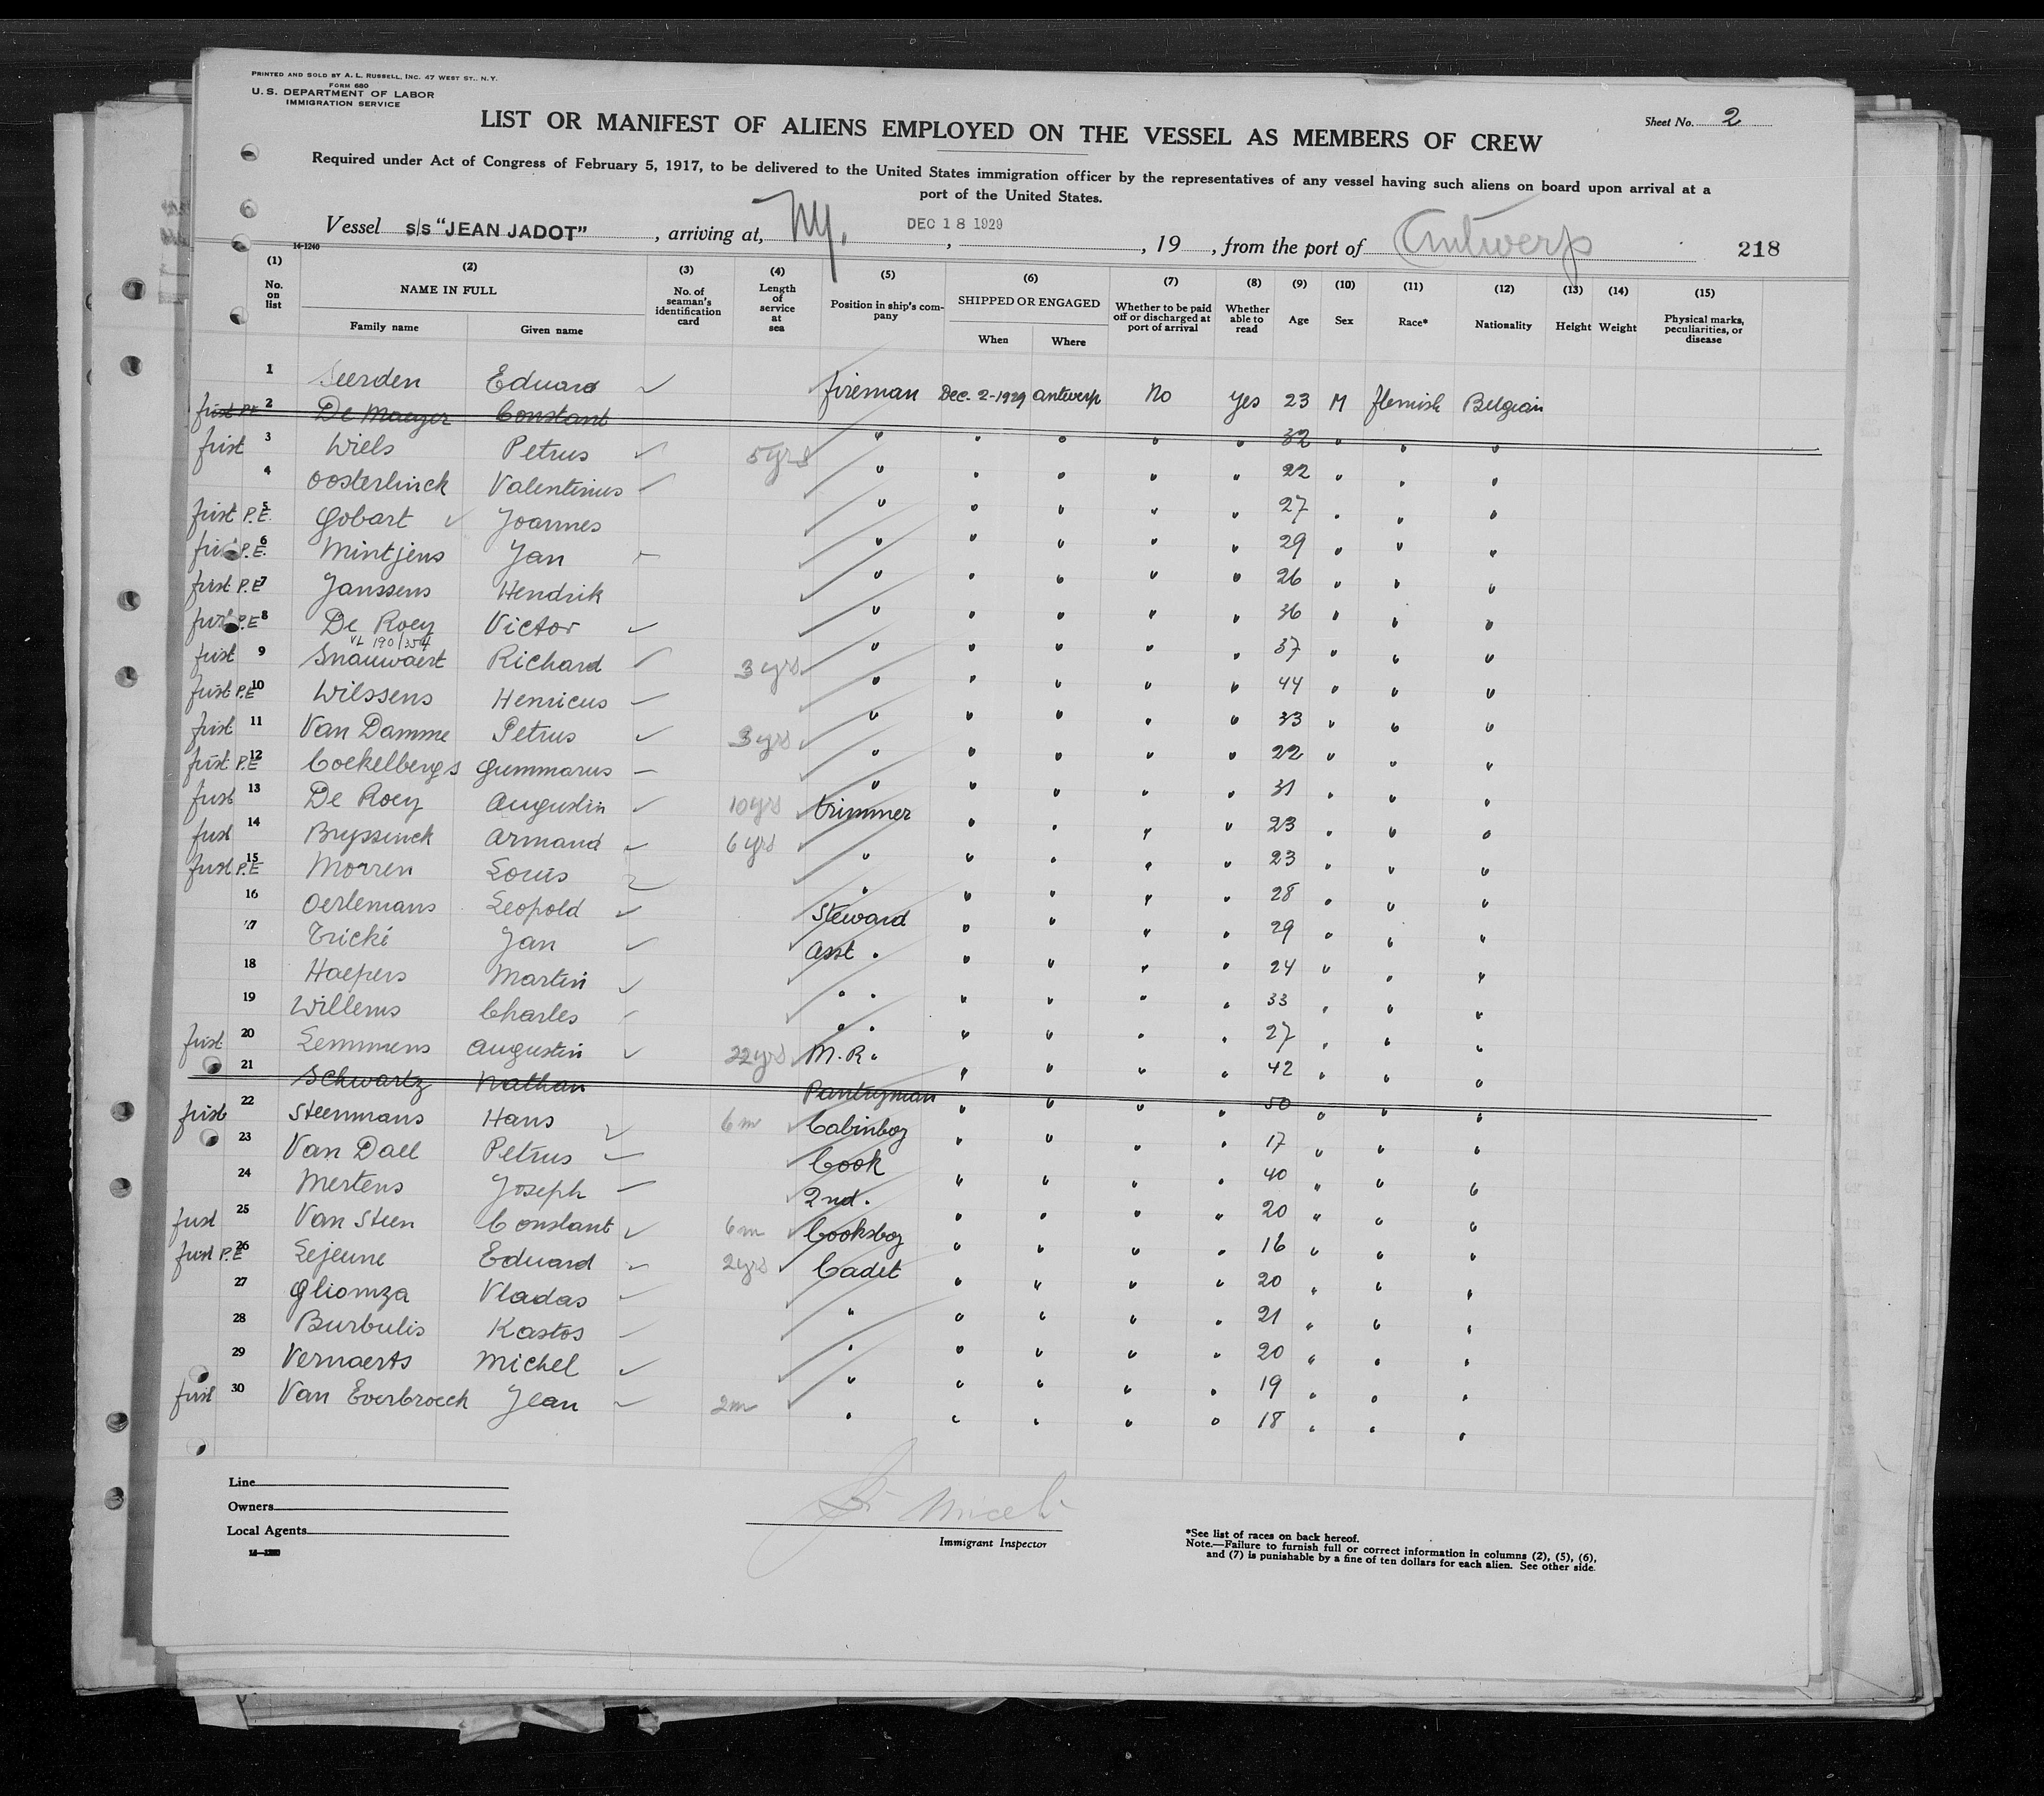 PRINTED AND SOLD BY A. L. RUSSELL, INC. 47 WEST ST., N.Y.
FORM 680
U. S. DEPARTMENT OF LABOR
IMMIGRATION SERVICE
Sheet No. 2
LIST OR MANIFEST OF ALIENS EMPLOYED ON THE VESSEL AS MEMBERS OF CREW
Required under Act of Congress of February 5, 1917, to be delivered to the United States immigration officer by the representatives of any vessel having such aliens on board upon arrival at a
port of the United States.
Vessel s/s "JEAN JADOT", arriving at, Ny. DEC 18 1929, 19 , from the port of Antwerp 218
14-1240
(1) (2) (3) (4) (5) (6) (7) (8) (9) (10) (11) (12) (13) (14) (15)
No. on list NAME IN FULL Family name Given name No. of seaman's identification card Length of service at sea Position in ship's company SHIPPED OR ENGAGED When Where Whether to be paid off or discharged at port of arrival Whether able to read Age Sex Race* Nationality Height Weight Physical marks, peculiarities, or disease
1 Seerden Eduard ✓ fireman Dec. 2-1929 Antwerp No Yes 23 M flemish Belgian
first P.E 2 De Maeyer Constant " " " " " 32 " " "
first 3 Wiels Petrus ✓ 5 yrs " " " " " 22 " " "
4 Oosterlinck Valentinus ✓ " " " " " 27 " " "
first P.E. 5 Gobart ✓ Joannes " " " " " 29 " " "
first P.E. 6 Mintjens Jan " " " " " 26 " " "
first P.E 7 Janssens Hendrik " " " " " 36 " " "
first P.E 8 De Roey Victor ✓ " " " " " 37 " " "
VL 190/354
first 9 Snauwaert Richard ✓ 3 yrs " " " " " 44 " " "
first P.E 10 Wilssens Henricus " " " " " 33 " " "
first 11 Van Damme Petrus ✓ 3 yrs " " " " " 22 " " "
first P.E 12 Cockelbergs Gummarus " " " " " 31 " " "
first 13 De Roey Augustin ✓ 10 yrs trimmer " " " " 23 " " "
first 14 Bryssinck Armand ✓ 6 yrs " " " " " 23 " " "
first P.E 15 Morren Louis " " " " " 28 " " "
16 Oerlemans Leopold ✓ Steward " " " " 29 " " "
17 Tricki Jan ✓ Asst " " " " " 24 " " "
18 Haepers Martin ✓ " " " " " " 33 " " "
19 Willems Charles " " " " " " 27 " " "
first 20 Lemmens Augustin ✓ 22 yrs M.R. " " " " 42 " " "
21 Schwartz Nathan Pantryman " " " " 50 " " "
first 22 Steenmans Hans ✓ 6 m Cabinboy " " " " 17 " " "
23 Van Dall Petrus ✓ Cook " " " " 40 " " "
24 Mertens Joseph 2nd " " " " " 20 " " "
first 25 Van Steen Constant ✓ 6 m Cooksboy " " " " 16 " " "
first P.E 26 Lejeune Eduard ✓ 2 yrs Cadet " " " " 20 " " "
27 Gliomza Vladas " " " " " 21 " " "
28 Burbulis Kastos " " " " " 20 " " "
29 Vernaerts Michel ✓ " " " " " 19 " " "
first 30 Van Everbroeck Jean 2 m " " " " " 18 " " "
Line
Owners
Local Agents
Immigrant Inspector
*See list of races on back hereof.
Note.—Failure to furnish full or correct information in columns (2), (5), (6),
and (7) is punishable by a fine of ten dollars for each alien. See other side.